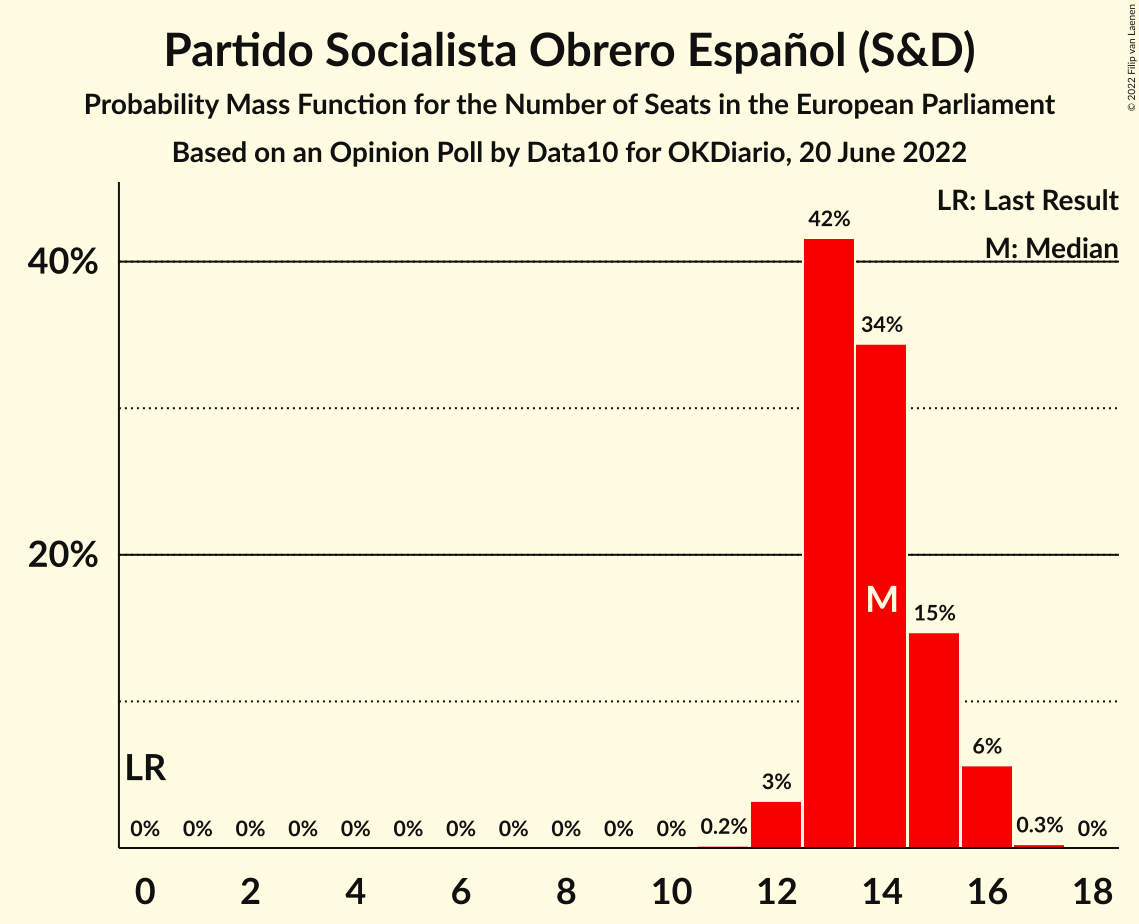 Partido Socialista Obrero Español (S&D)
Probability Mass Function for the Number of Seats in the European Parliament
Based on an Opinion Poll by Data10 for OKDiario, 20 June 2022
© 2022 Filip van Laenen
LR: Last Result
M: Median
40%
20%
42%
34%
M
15%
6%
3%
LR
0% 0% 0% 0% 0% 0% 0% 0% 0% 0% 0% 0.2% 0.3% 0%
0 2 4 6 8 10 12 14 16 18